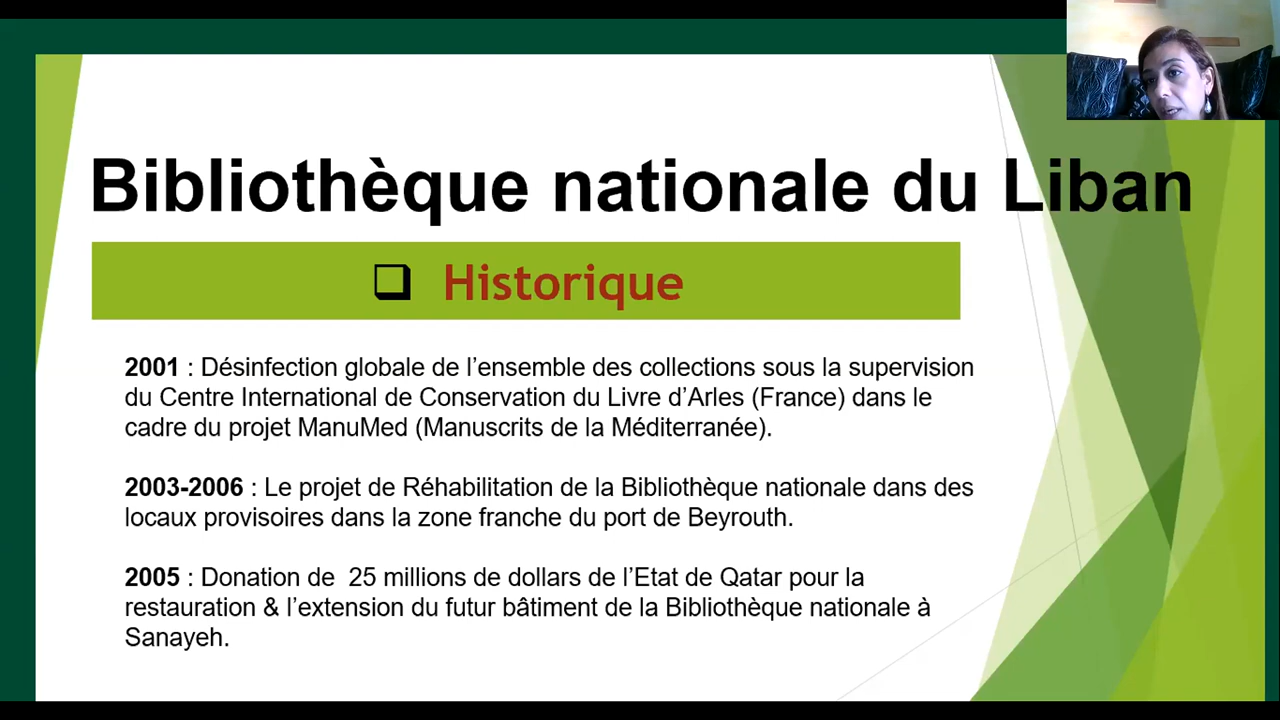 Bibliothèque nationale du Liban
❑ Historique
2001 : Désinfection globale de l’ensemble des collections sous la supervision
du Centre International de Conservation du Livre d’Arles (France) dans le
cadre du projet ManuMed (Manuscrits de la Méditerranée).
2003-2006 : Le projet de Réhabilitation de la Bibliothèque nationale dans des
locaux provisoires dans la zone franche du port de Beyrouth.
2005 : Donation de  25 millions de dollars de l’Etat de Qatar pour la
restauration & l’extension du futur bâtiment de la Bibliothèque nationale à
Sanayeh.